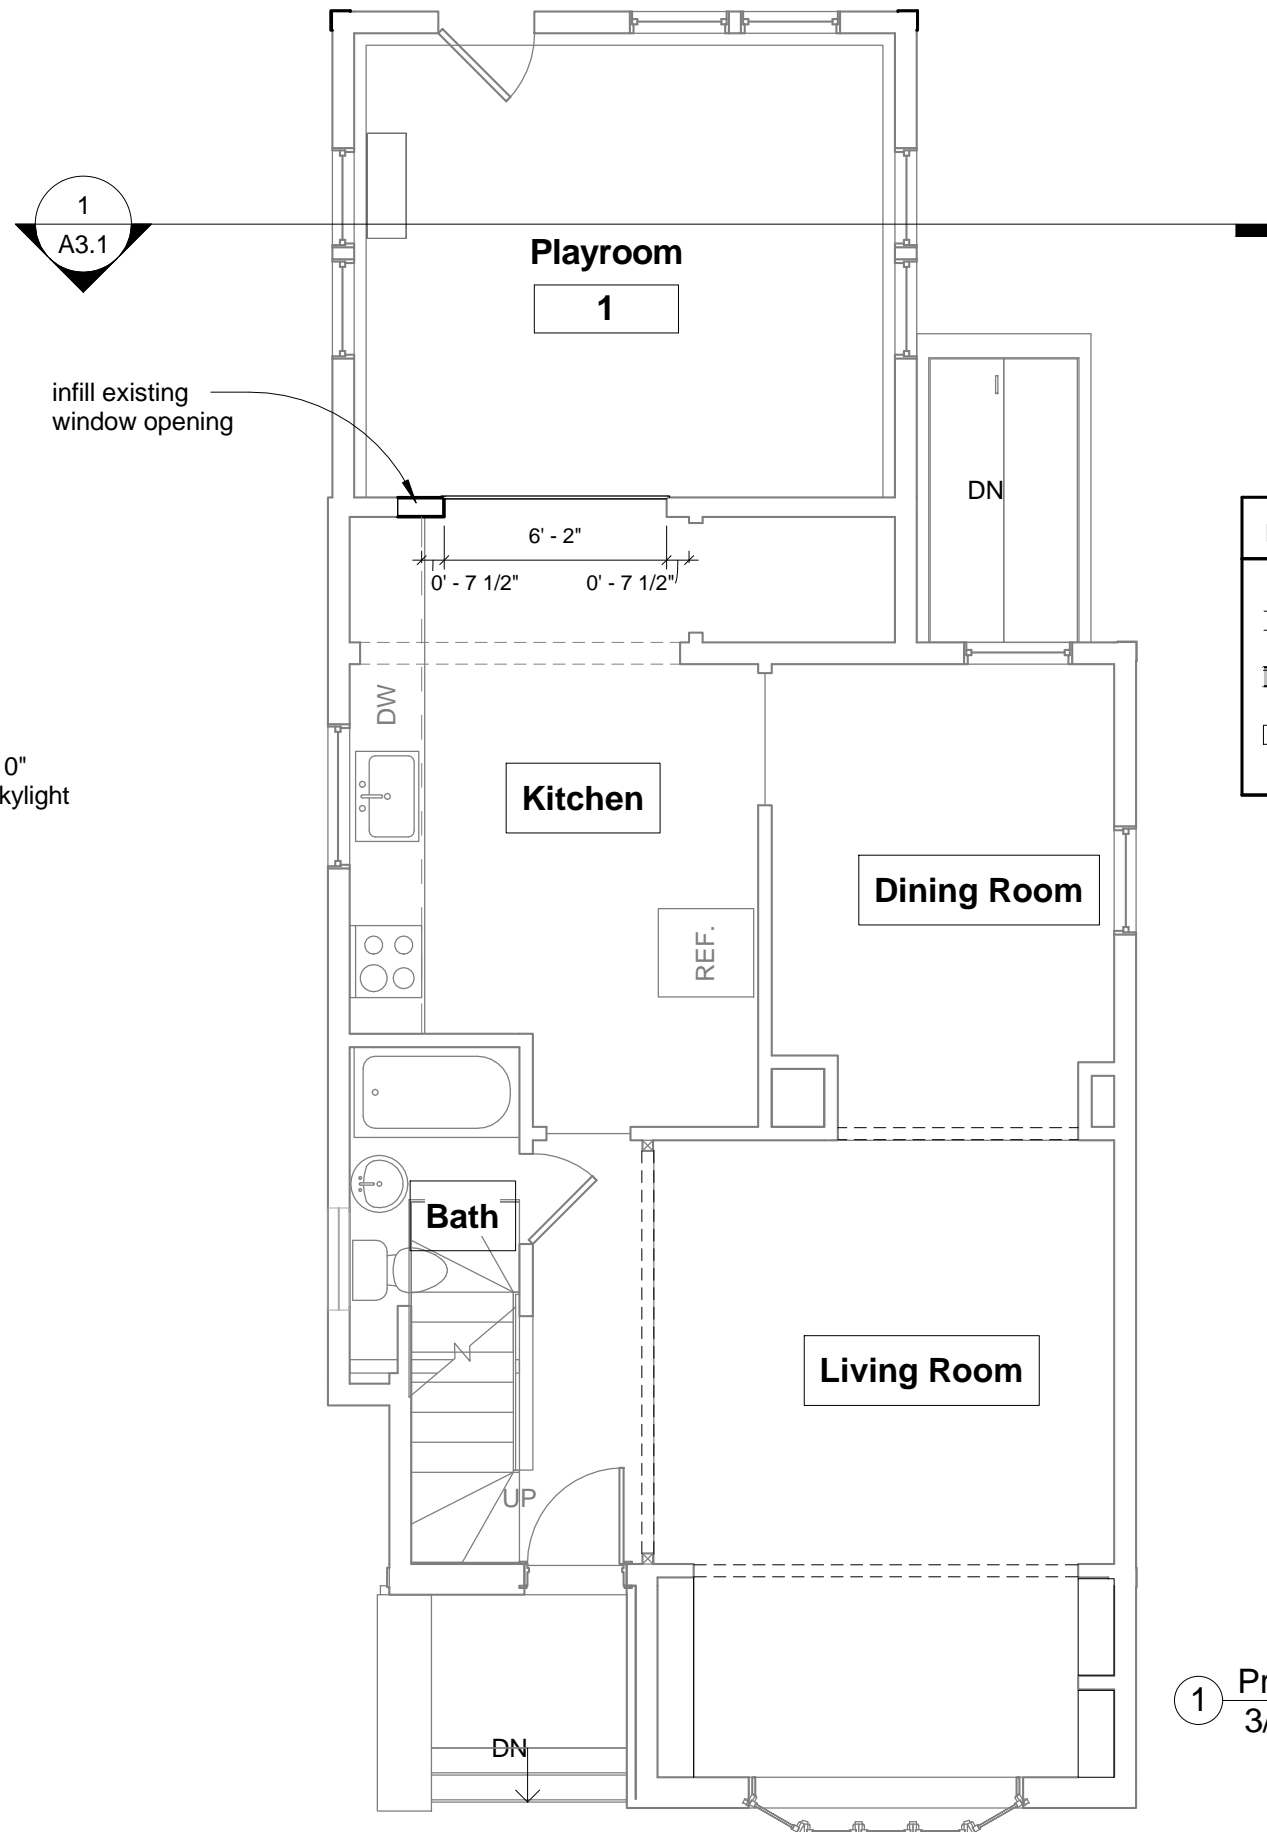 1
A3.1
Playroom
1
infill existing
window opening
DN
6' - 2"
0' - 7 1/2"
0' - 7 1/2"
DW
0"
kylight
Kitchen
Dining Room
REF.
Bath
Living Room
UP
DN
1
Pr
3/